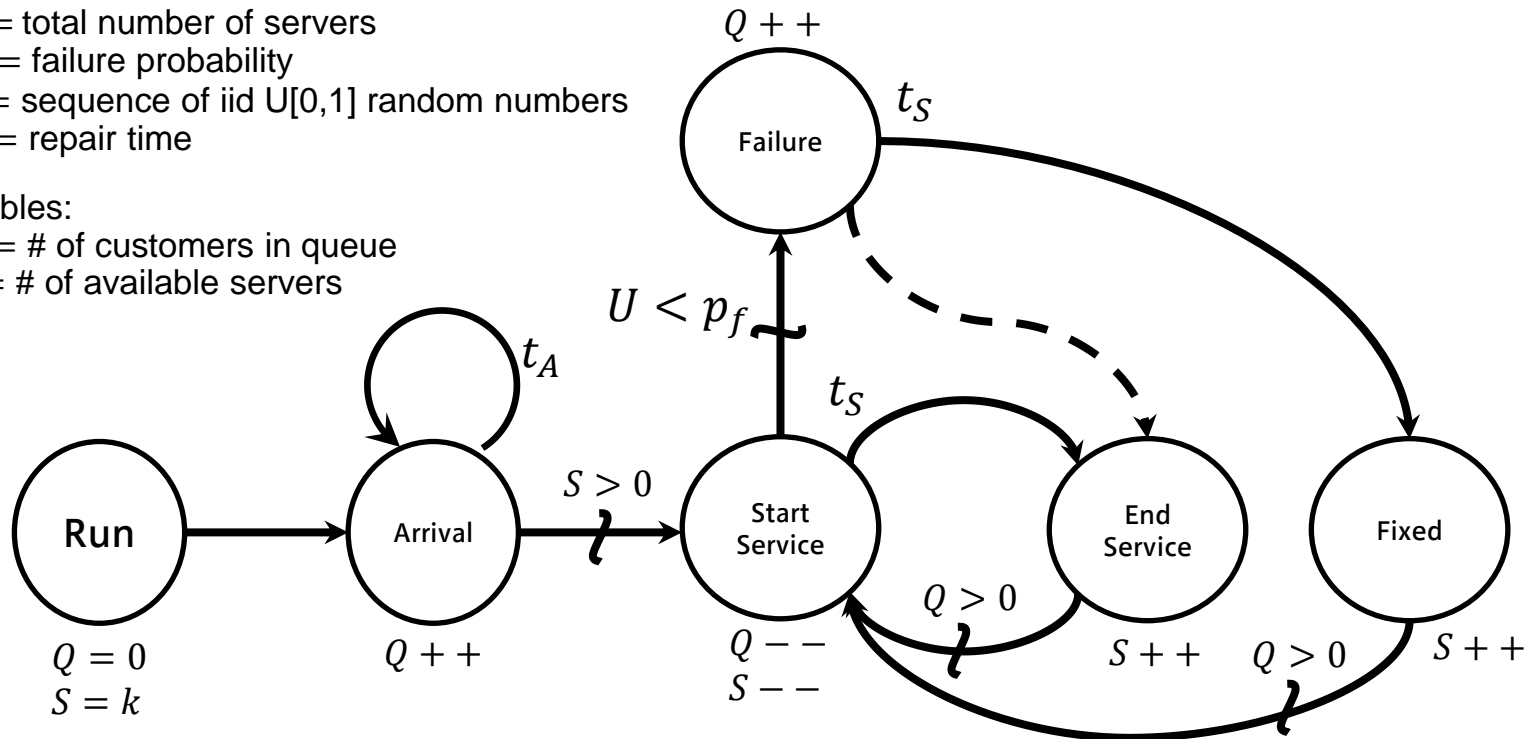 = total number of servers
= failure probability
= sequence of iid U[0,1] random numbers
= repair time
bles:
= # of customers in queue
= # of available servers
Q + +
Failure
t_S
U < p_f
t_A
t_S
S > 0
Run
Arrival
Start
Service
End
Service
Fixed
Q > 0
Q = 0
S = k
Q + +
Q − −
S − −
S + +
Q > 0
S + +